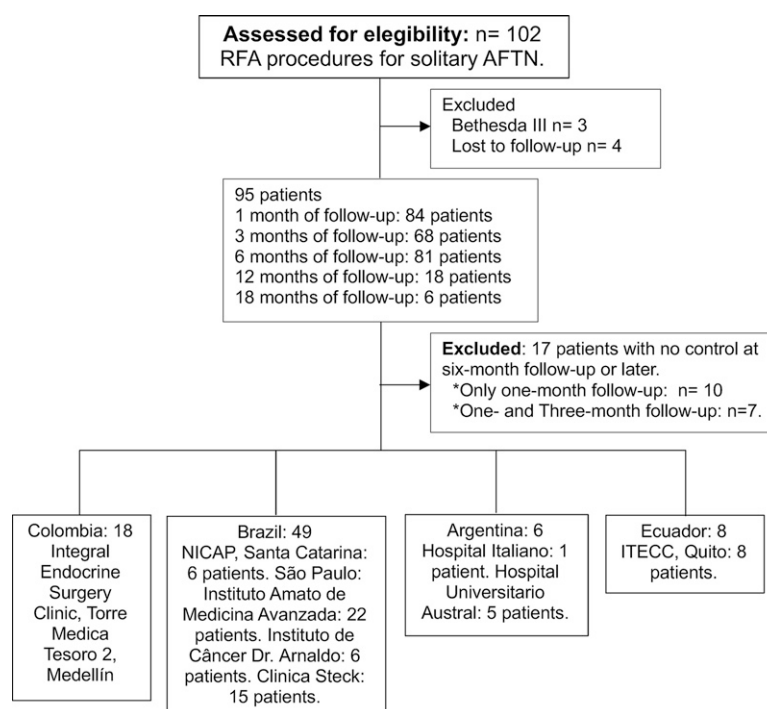 Assessed for elegibility: n= 102
RFA procedures for solitary AFTN.
Excluded
Bethesda III n= 3
Lost to follow-up n= 4
95 patients
1 month of follow-up: 84 patients
3 months of follow-up: 68 patients
6 months of follow-up: 81 patients
12 months of follow-up: 18 patients
18 months of follow-up: 6 patients
Excluded: 17 patients with no control at
six-month follow-up or later.
*Only one-month follow-up: n= 10
*One- and Three-month follow-up: n=7.
Colombia: 18
Integral
Endocrine
Surgery
Clinic, Torre
Medica
Tesoro 2,
Medellín
Brazil: 49
NICAP, Santa Catarina:
6 patients. São Paulo:
Instituto Amato de
Medicina Avanzada: 22
patients. Instituto de
Câncer Dr. Arnaldo: 6
patients. Clinica Steck:
15 patients.
Argentina: 6
Hospital Italiano: 1
patient. Hospital
Universitario
Austral: 5 patients.
Ecuador: 8
ITECC, Quito: 8
patients.